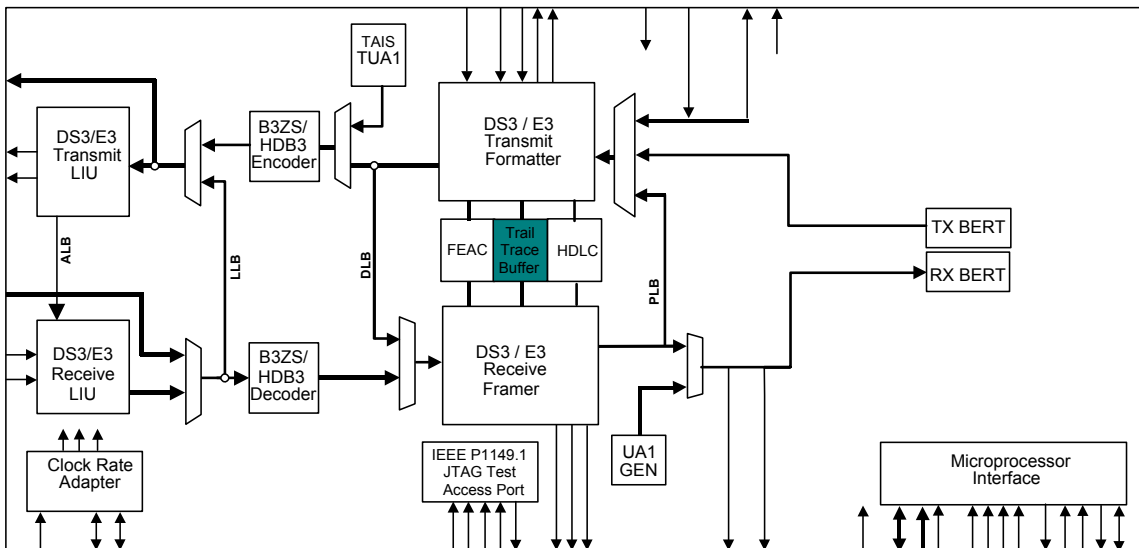 TAIS
TUA1
DS3/E3
Transmit
LIU
B3ZS/
HDB3
Encoder
DS3 / E3
Transmit
Formatter
TX BERT
RX BERT
FEAC
Trail
Trace
Buffer
HDLC
ALB
LLB
DLB
PLB
DS3/E3
Receive
LIU
B3ZS/
HDB3
Decoder
DS3 / E3
Receive
Framer
UA1
GEN
Clock Rate
Adapter
IEEE P1149.1
JTAG Test
Access Port
Microprocessor
Interface